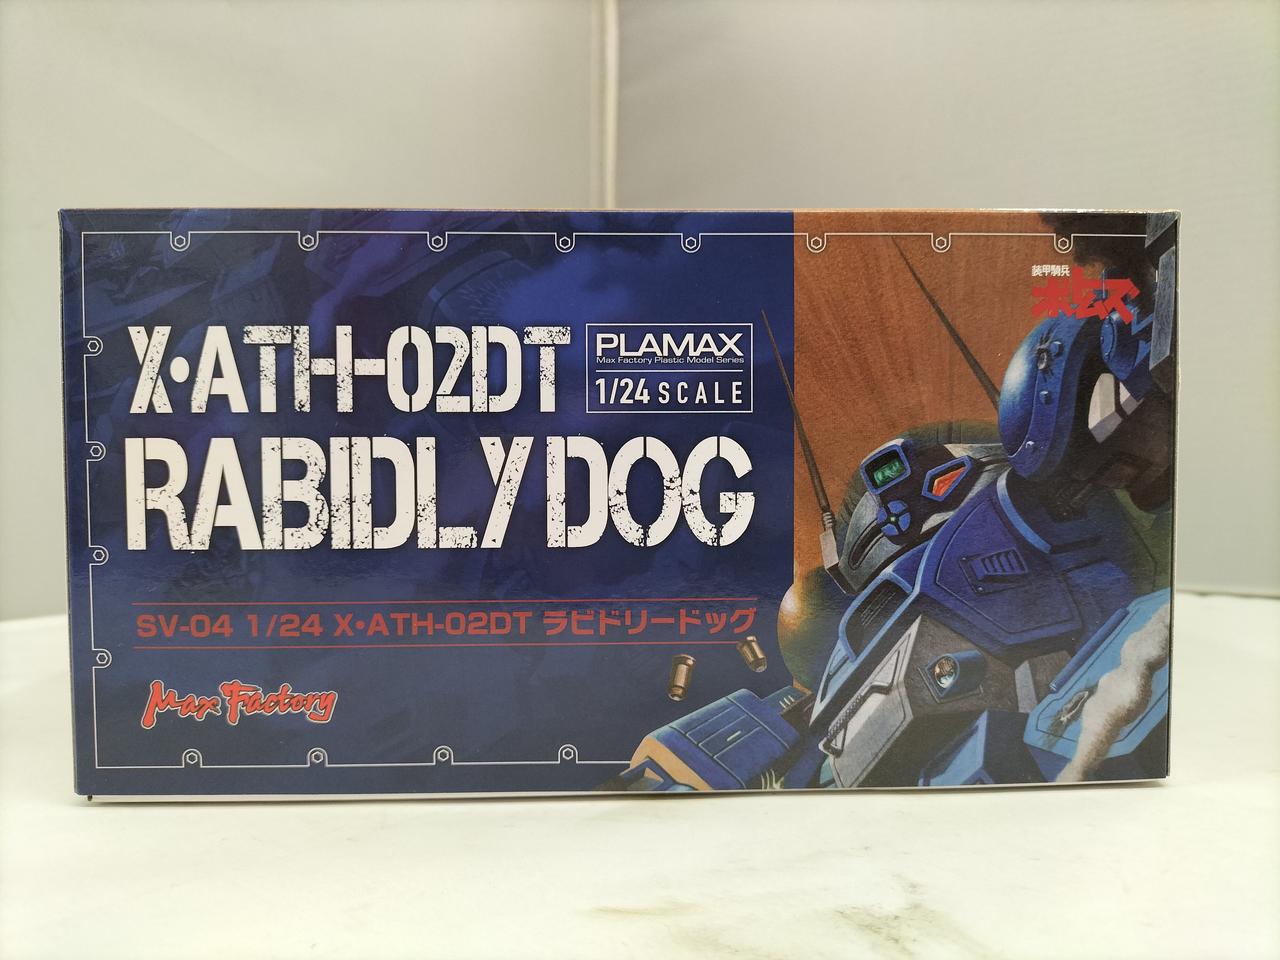 X・ATH-02DT
PLAMAX
Max Factory Plastic Model Series
1/24 SCALE
RABIDLY DOG
SV-04 1/24 X・ATH-02DT ラビドリードッグ
Max Factory
装甲騎兵
ボトムズ